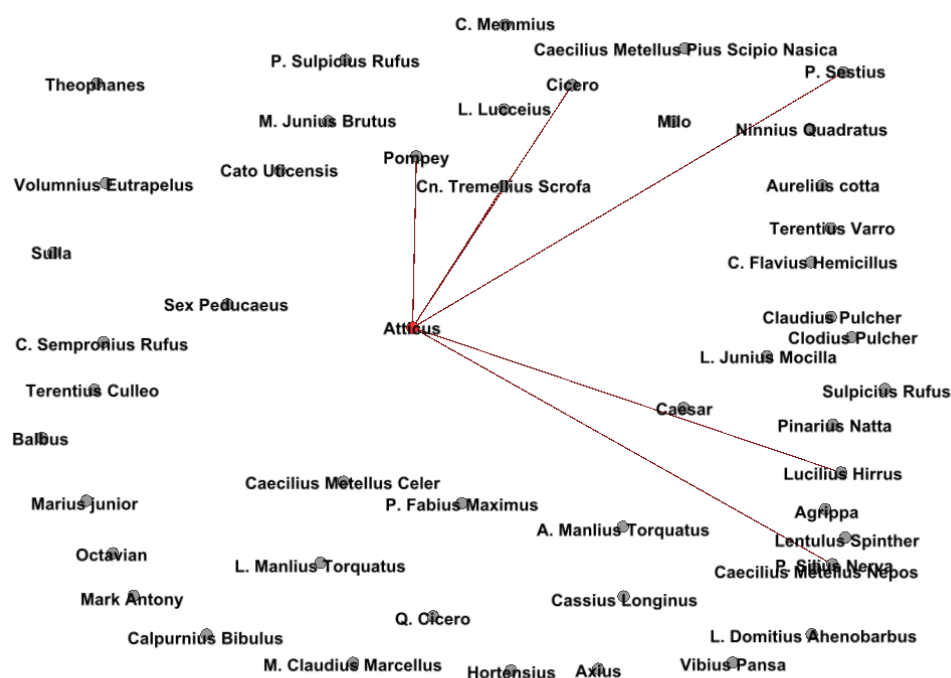 C. Memmius
Caecilius Metellus Pius Scipio Nasica
P. Sulpicius Rufus
P. Sestius
Theophanes
Cicero
L. Lucceius
M. Junius Brutus
Milo
Ninnius Quadratus
Pompey
Cato Uticensis
Volumnius Eutrapelus
Cn. Tremellius Scrofa
Aurelius cotta
Terentius Varro
Sulla
C. Flavius Hemicillus
Sex Peducaeus
Claudius Pulcher
Atticus
Clodius Pulcher
C. Sempronius Rufus
L. Junius Mocilla
Terentius Culleo
Sulpicius Rufus
Caesar
Pinarius Natta
Balbus
Lucilius Hirrus
Caecilius Metellus Celer
Marius junior
P. Fabius Maximus
Agrippa
A. Manlius Torquatus
Lentulus Spinther
Octavian
L. Manlius Torquatus
P. Silius Nerva
Caecilius Metellus Nepos
Mark Antony
Cassius Longinus
Q. Cicero
Calpurnius Bibulus
L. Domitius Ahenobarbus
M. Claudius Marcellus
Hortensius
Axius
Vibius Pansa